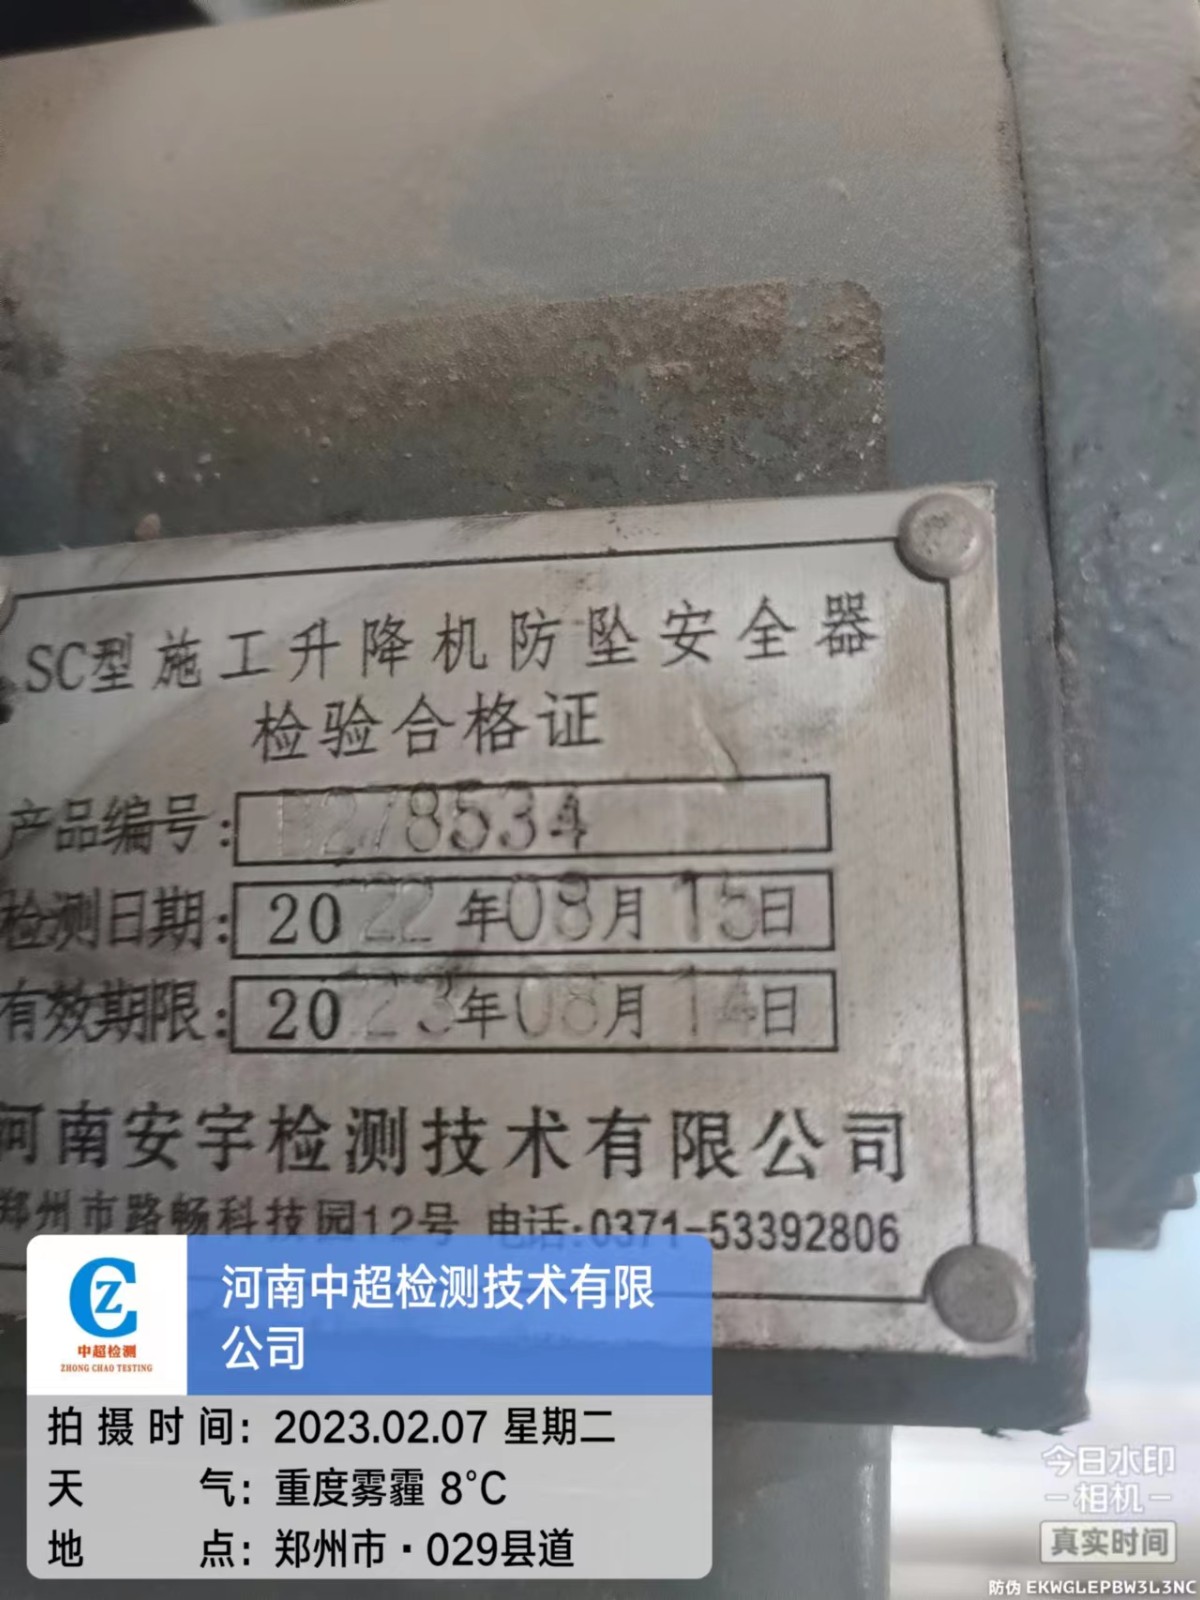 SC型施工升降机防坠安全器
检验合格证
产品编号: B278534
检测日期: 2022年08月15日
有效期限: 2023年08月14日
河南安宇检测技术有限公司
郑州市路畅科技园12号 电话:0371-53392806
CZ
中超检测
ZHONG CHAO TESTING
河南中超检测技术有限
公司
拍摄时间: 2023.02.07 星期二
天气: 重度雾霾 8°C
地点: 郑州市·029县道
今日水印
-相机-
真实时间
防伪 EKWGLEPBW3L3NC